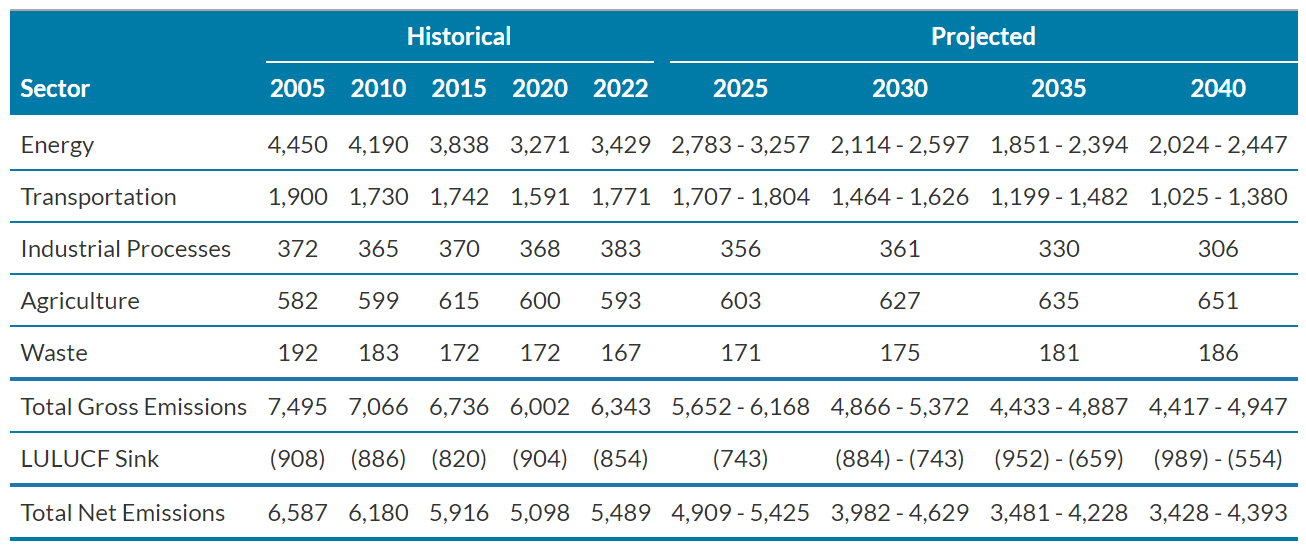 Historical Projected
Sector 2005 2010 2015 2020 2022 2025 2030 2035 2040
Energy 4,450 4,190 3,838 3,271 3,429 2,783 - 3,257 2,114 - 2,597 1,851 - 2,394 2,024 - 2,447
Transportation 1,900 1,730 1,742 1,591 1,771 1,707 - 1,804 1,464 - 1,626 1,199 - 1,482 1,025 - 1,380
Industrial Processes 372 365 370 368 383 356 361 330 306
Agriculture 582 599 615 600 593 603 627 635 651
Waste 192 183 172 172 167 171 175 181 186
Total Gross Emissions 7,495 7,066 6,736 6,002 6,343 5,652 - 6,168 4,866 - 5,372 4,433 - 4,887 4,417 - 4,947
LULUCF Sink (908) (886) (820) (904) (854) (743) (884) - (743) (952) - (659) (989) - (554)
Total Net Emissions 6,587 6,180 5,916 5,098 5,489 4,909 - 5,425 3,982 - 4,629 3,481 - 4,228 3,428 - 4,393